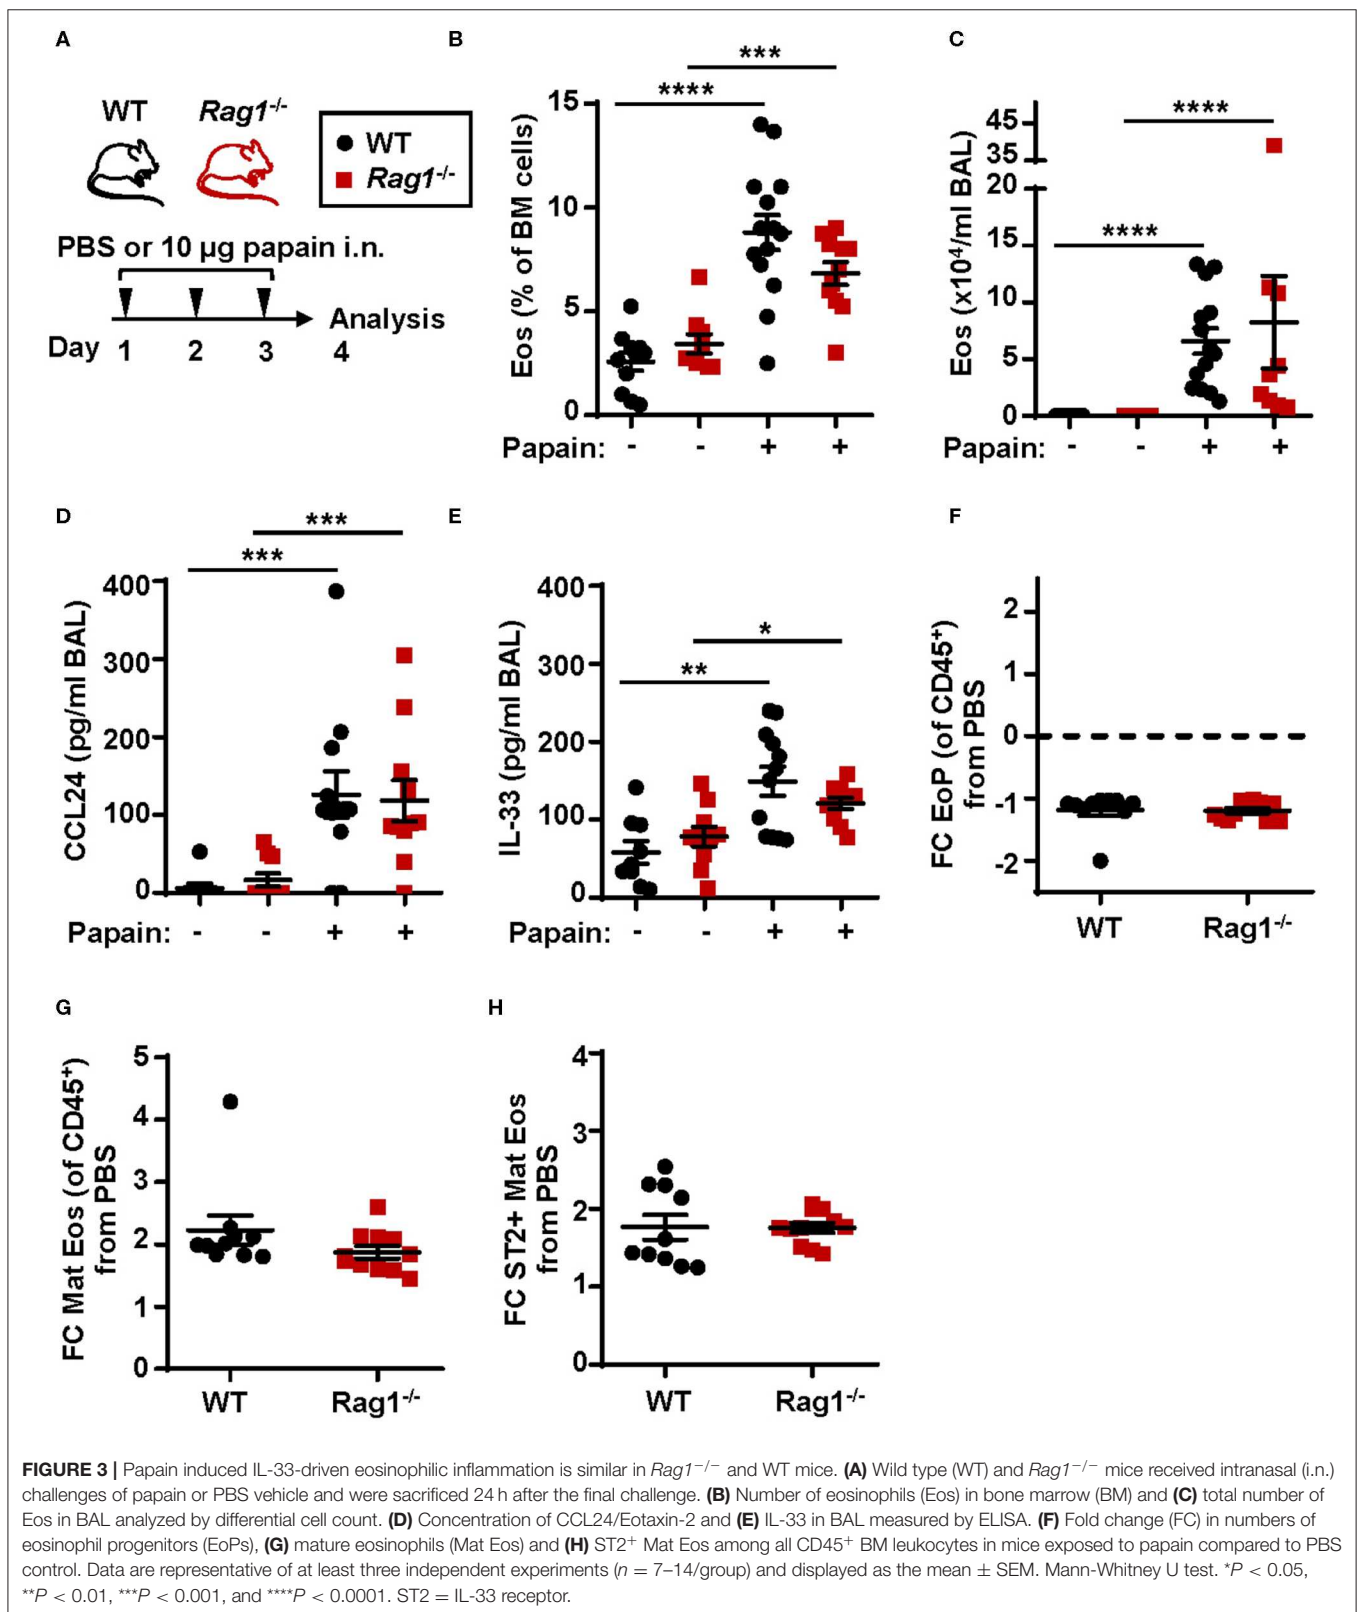 A
WT Rag1-/-
WT
Rag1-/-
PBS or 10 µg papain i.n.
Analysis
Day 1 2 3 4
B
***
****
15
10
5
0
Eos (% of BM cells)
Papain: - - + +
C
****
****
45
35
20
15
10
5
0
Eos (x10⁴/ml BAL)
Papain: - - + +
D
***
***
400
300
200
100
0
CCL24 (pg/ml BAL)
Papain: - - + +
E
*
**
400
300
200
100
0
IL-33 (pg/ml BAL)
Papain: - - + +
F
2
1
0
-1
-2
FC EoP (of CD45⁺)
from PBS
WT Rag1-/-
G
5
4
3
2
1
0
FC Mat Eos (of CD45⁺)
from PBS
WT Rag1-/-
H
4
3
2
1
0
FC ST2+ Mat Eos
from PBS
WT Rag1-/-
FIGURE 3 | Papain induced IL-33-driven eosinophilic inflammation is similar in Rag1−/− and WT mice. (A) Wild type (WT) and Rag1−/− mice received intranasal (i.n.)
challenges of papain or PBS vehicle and were sacrificed 24 h after the final challenge. (B) Number of eosinophils (Eos) in bone marrow (BM) and (C) total number of
Eos in BAL analyzed by differential cell count. (D) Concentration of CCL24/Eotaxin-2 and (E) IL-33 in BAL measured by ELISA. (F) Fold change (FC) in numbers of
eosinophil progenitors (EoPs), (G) mature eosinophils (Mat Eos) and (H) ST2⁺ Mat Eos among all CD45⁺ BM leukocytes in mice exposed to papain compared to PBS
control. Data are representative of at least three independent experiments (n = 7–14/group) and displayed as the mean ± SEM. Mann-Whitney U test. *P < 0.05,
**P < 0.01, ***P < 0.001, and ****P < 0.0001. ST2 = IL-33 receptor.